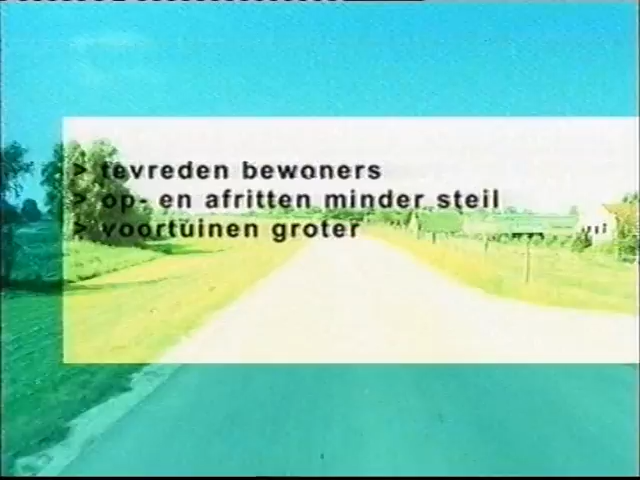 > tevreden bewoners
> op- en afritten minder steil
> voortuinen groter